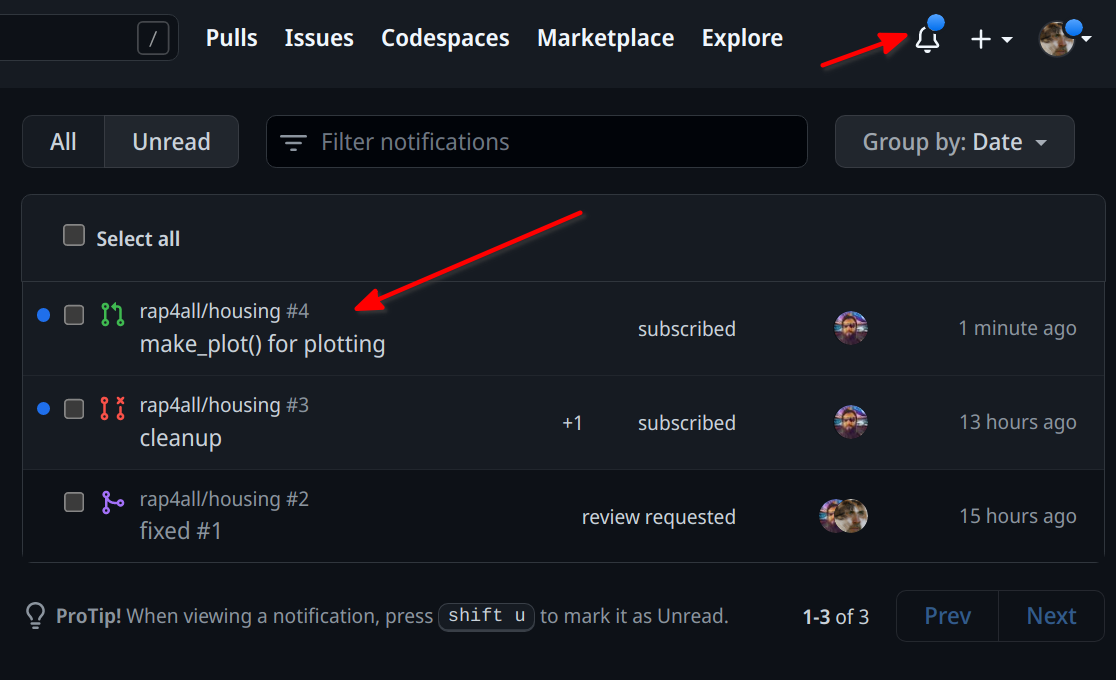 / Pulls Issues Codespaces Marketplace Explore
All Unread Filter notifications Group by: Date
Select all
rap4all/housing #4
make_plot() for plotting subscribed 1 minute ago
rap4all/housing #3
cleanup +1 subscribed 13 hours ago
rap4all/housing #2
fixed #1 review requested 15 hours ago
ProTip! When viewing a notification, press shift u to mark it as Unread. 1-3 of 3 Prev Next